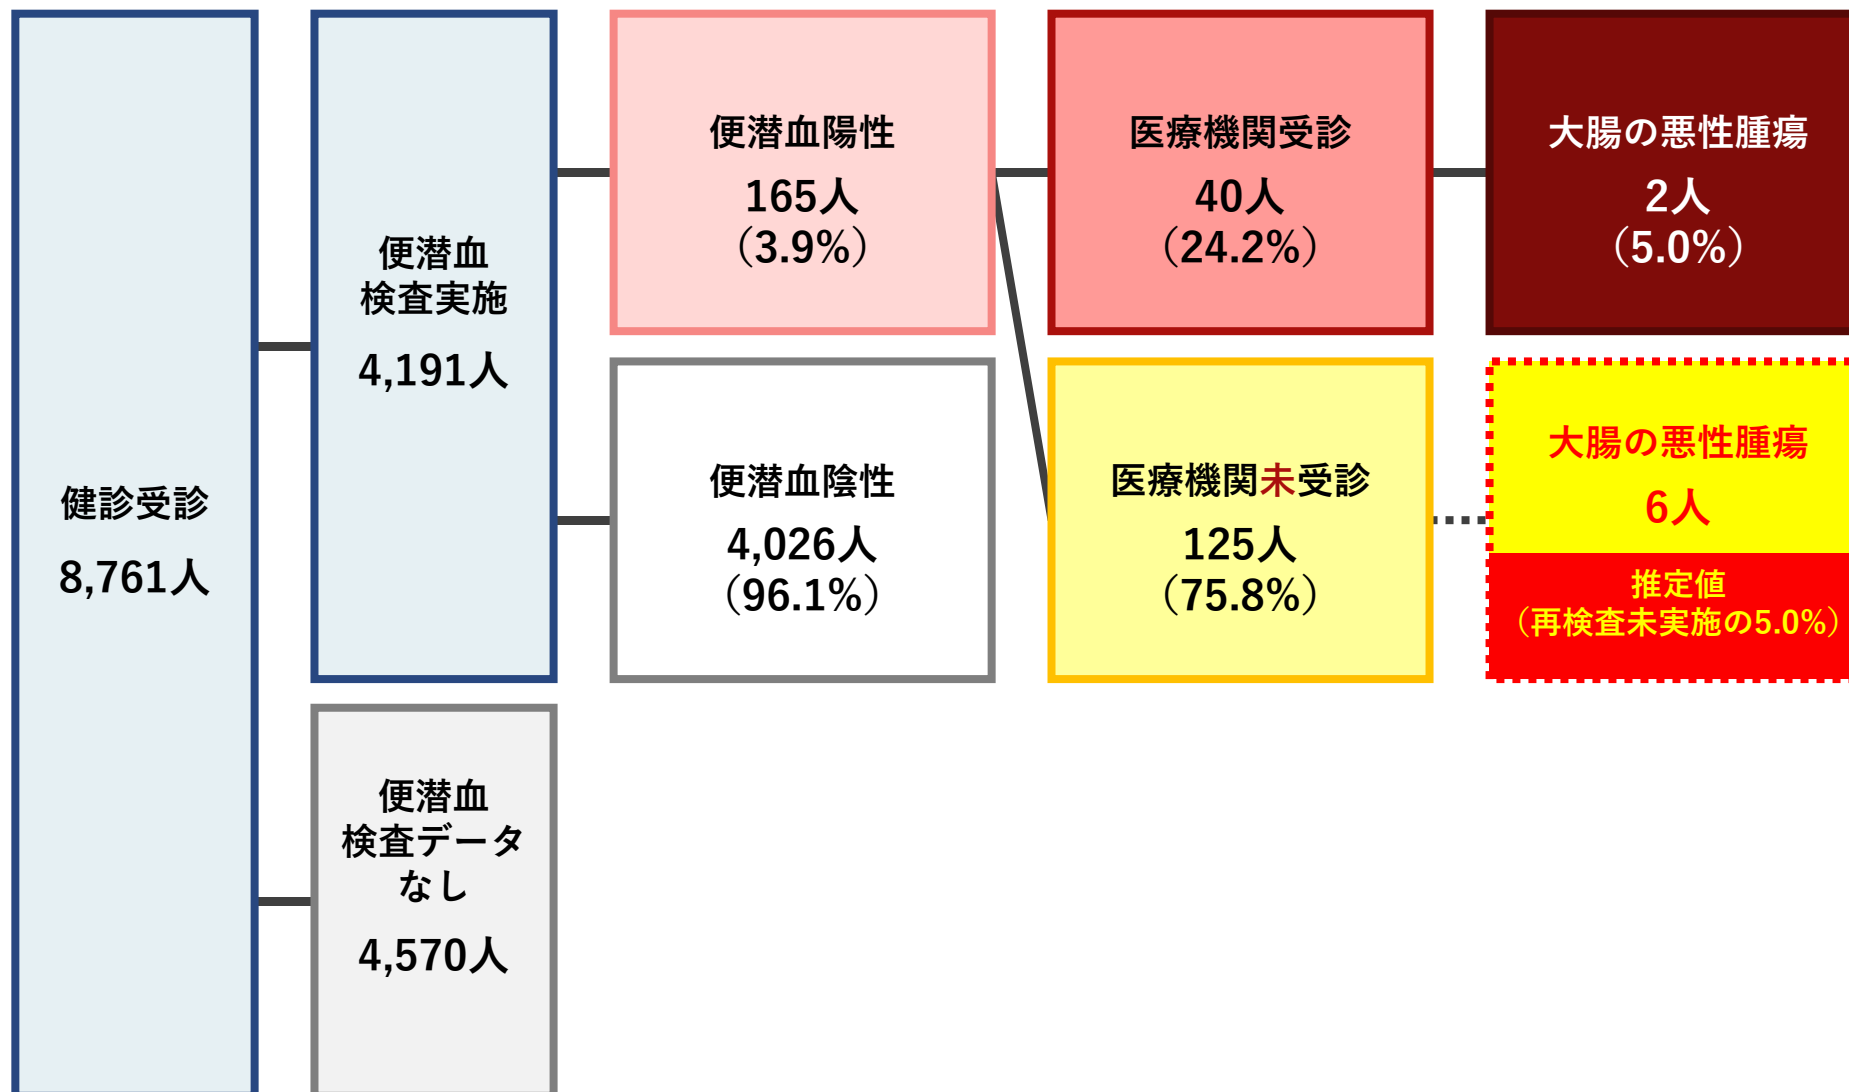 健診受診
8,761人
便潜血
検査実施
4,191人
便潜血
検査データ
なし
4,570人
便潜血陽性
165人
（3.9%）
便潜血陰性
4,026人
（96.1%）
医療機関受診
40人
（24.2%）
医療機関未受診
125人
（75.8%）
大腸の悪性腫瘍
2人
（5.0%）
大腸の悪性腫瘍
6人
推定値
（再検査未実施の5.0%）